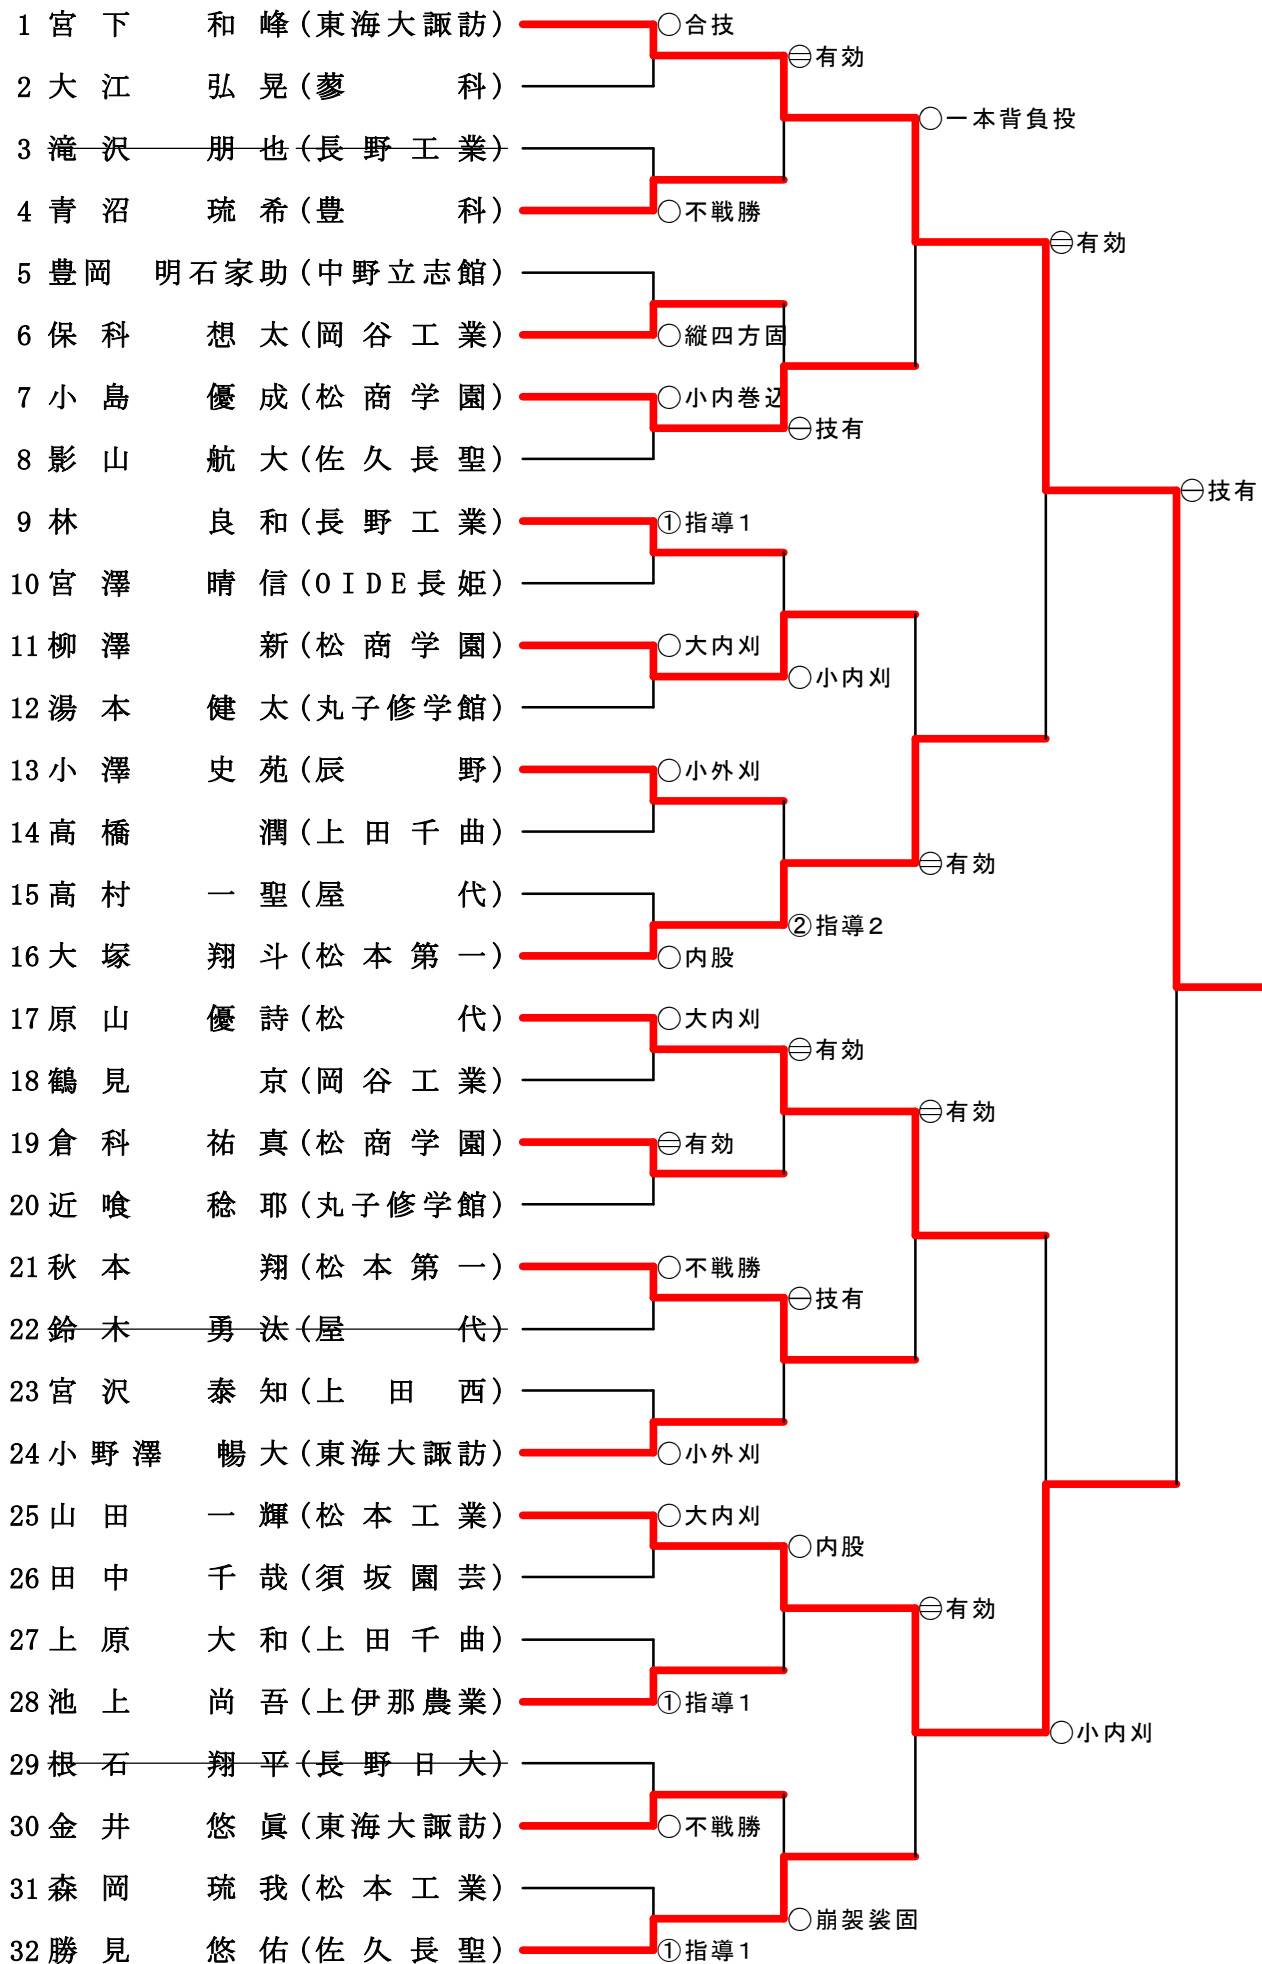 1 宮下 和峰(東海大諏訪) ○合技
⊖有効
2 大江 弘晃(蓼科)
○一本背負投
3 滝沢 朋也(長野工業)
4 青沼 琉希(豊科) ○不戦勝
⊖有効
5 豊岡 明石家助(中野立志館)
6 保科 想太(岡谷工業) ○縦四方固
7 小島 優成(松商学園) ○小内巻込
⊖技有
8 影山 航大(佐久長聖)
⊖技有
9 林 良和(長野工業) ①指導1
10 宮澤 晴信(OIDE長姫)
11 柳澤 新(松商学園) ○大内刈
○小内刈
12 湯本 健太(丸子修学館)
13 小澤 史苑(辰野) ○小外刈
14 高橋 潤(上田千曲)
⊖有効
15 高村 一聖(屋代)
②指導2
16 大塚 翔斗(松本第一) ○内股
17 原山 優詩(松代) ○大内刈
⊖有効
18 鶴見 京(岡谷工業)
⊖有効
19 倉科 祐真(松商学園) ⊖有効
20 近喰 稔耶(丸子修学館)
21 秋本 翔(松本第一) ○不戦勝
⊖技有
22 鈴木 勇汰(屋代)
23 宮沢 泰知(上田西)
24 小野澤 暢大(東海大諏訪) ○小外刈
25 山田 一輝(松本工業) ○大内刈
○内股
26 田中 千哉(須坂園芸)
⊖有効
27 上原 大和(上田千曲)
28 池上 尚吾(上伊那農業) ①指導1
○小内刈
29 根石 翔平(長野日大)
30 金井 悠眞(東海大諏訪) ○不戦勝
31 森岡 琉我(松本工業)
○崩袈裟固
32 勝見 悠佑(佐久長聖) ①指導1